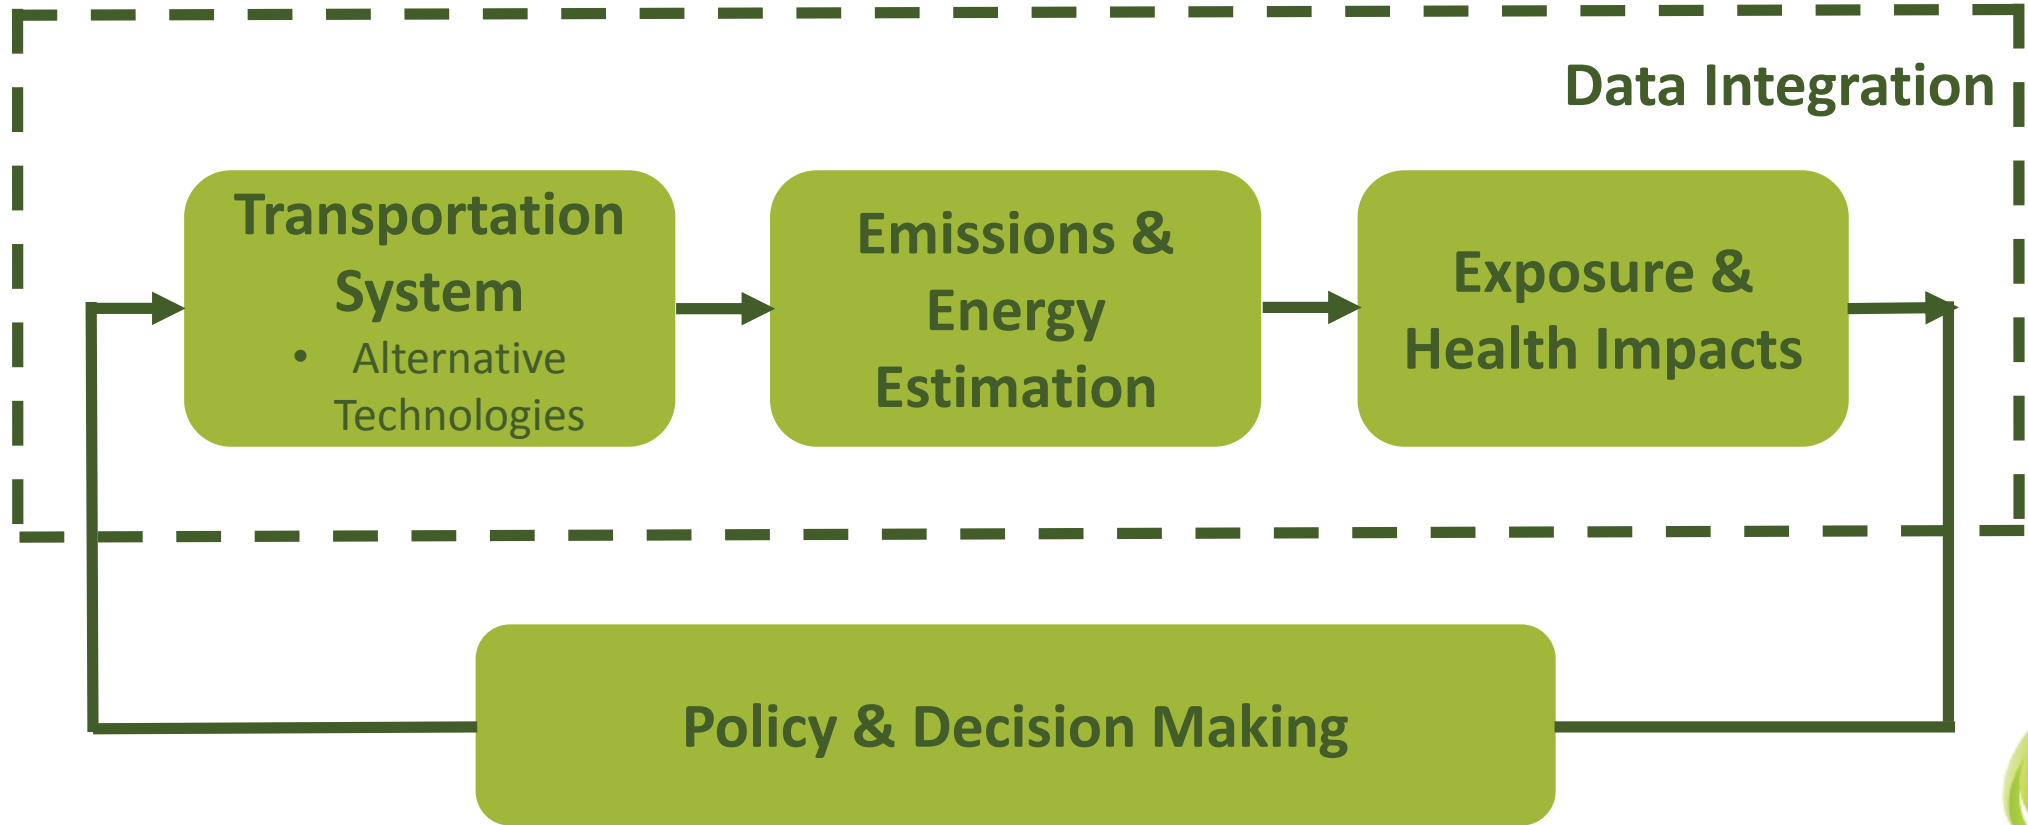 Data Integration
Transportation
System
• Alternative
Technologies
Emissions &
Energy
Estimation
Exposure &
Health Impacts
Policy & Decision Making